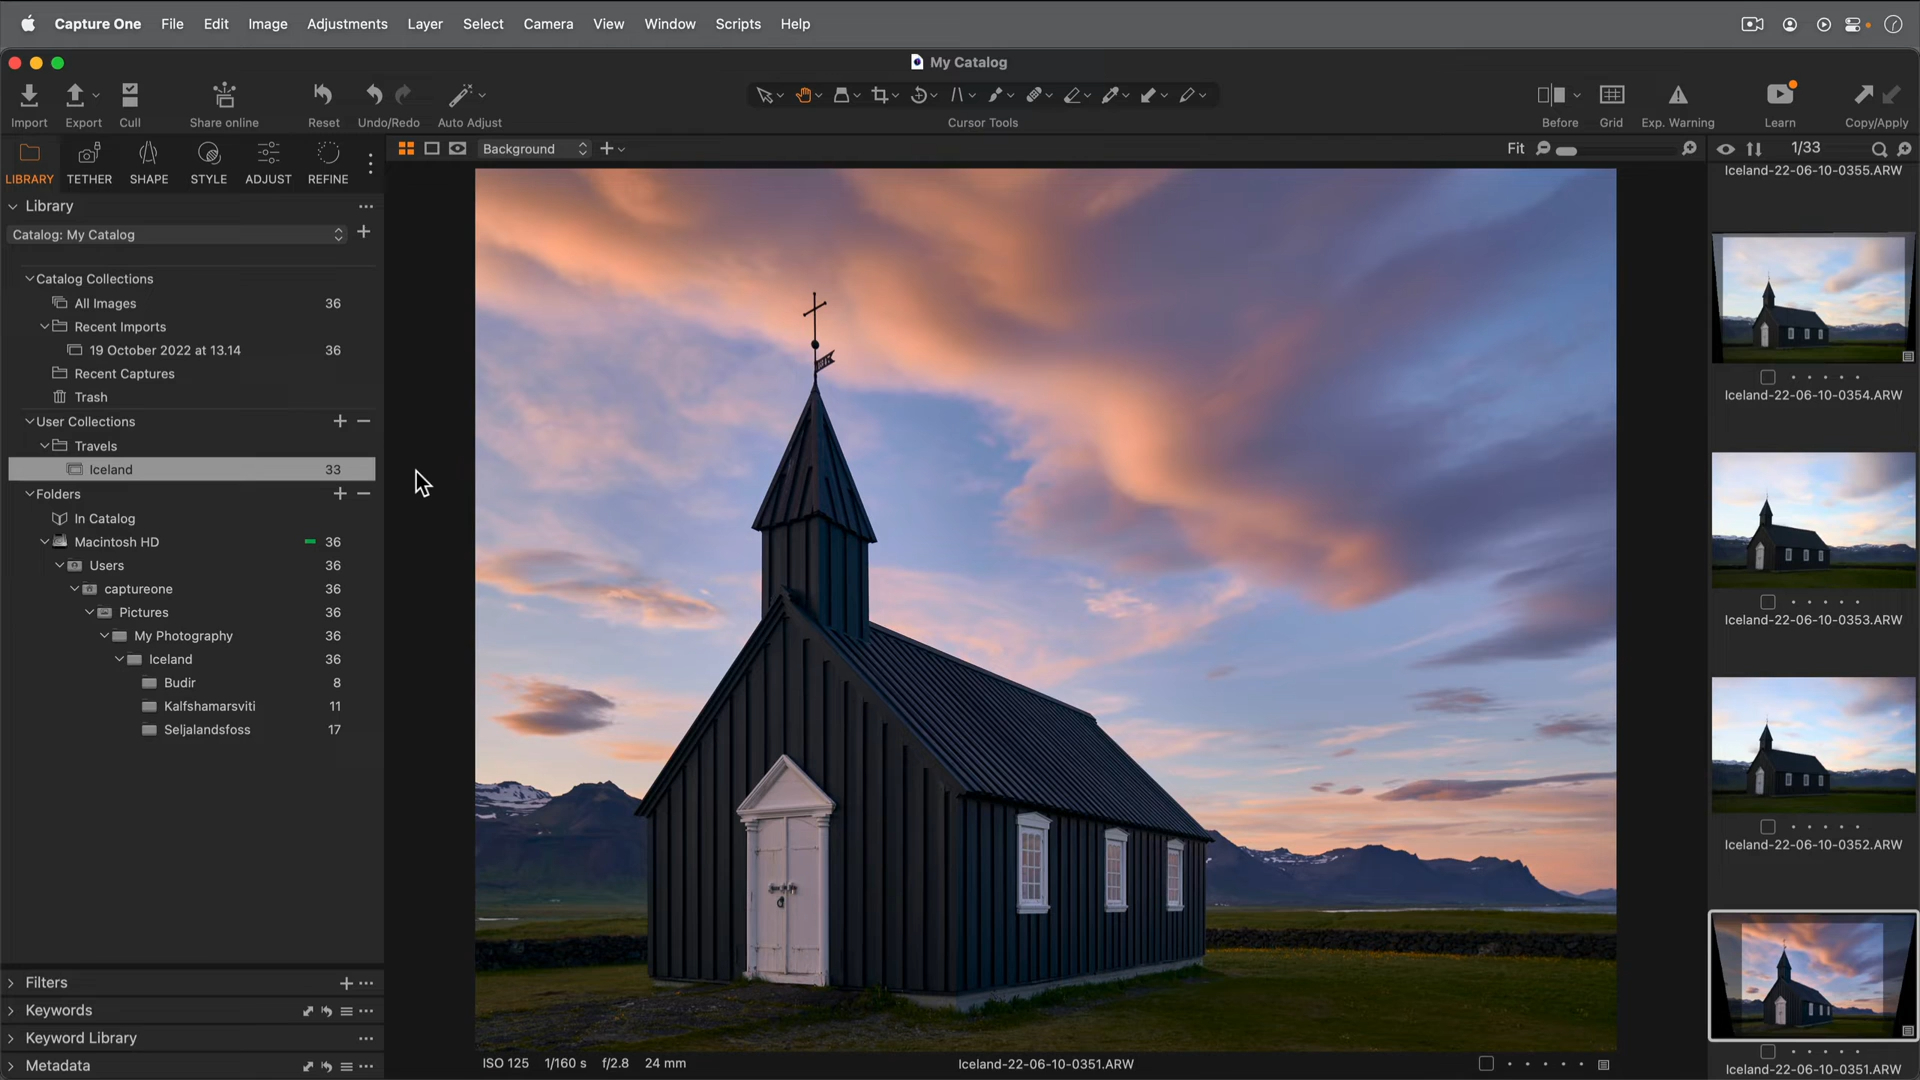 Capture One File Edit Image Adjustments Layer Select Camera View Window Scripts Help
My Catalog
Import Export Cull Share online Reset Undo/Redo Auto Adjust Cursor Tools Before Grid Exp. Warning Learn Copy/Apply
LIBRARY TETHER SHAPE STYLE ADJUST REFINE
Background
Fit
1/33
Library
Catalog: My Catalog
Catalog Collections
All Images 36
Recent Imports
19 October 2022 at 13.14 36
Recent Captures
Trash
User Collections
Travels
Iceland 33
Folders
In Catalog
Macintosh HD 36
Users 36
captureone 36
Pictures 36
My Photography 36
Iceland 36
Budir 8
Kalfshamarsviti 11
Seljalandsfoss 17
Filters
Keywords
Keyword Library
Metadata
ISO 125 1/160 s f/2.8 24 mm
Iceland-22-06-10-0351.ARW
Iceland-22-06-10-0355.ARW
Iceland-22-06-10-0354.ARW
Iceland-22-06-10-0353.ARW
Iceland-22-06-10-0352.ARW
Iceland-22-06-10-0351.ARW